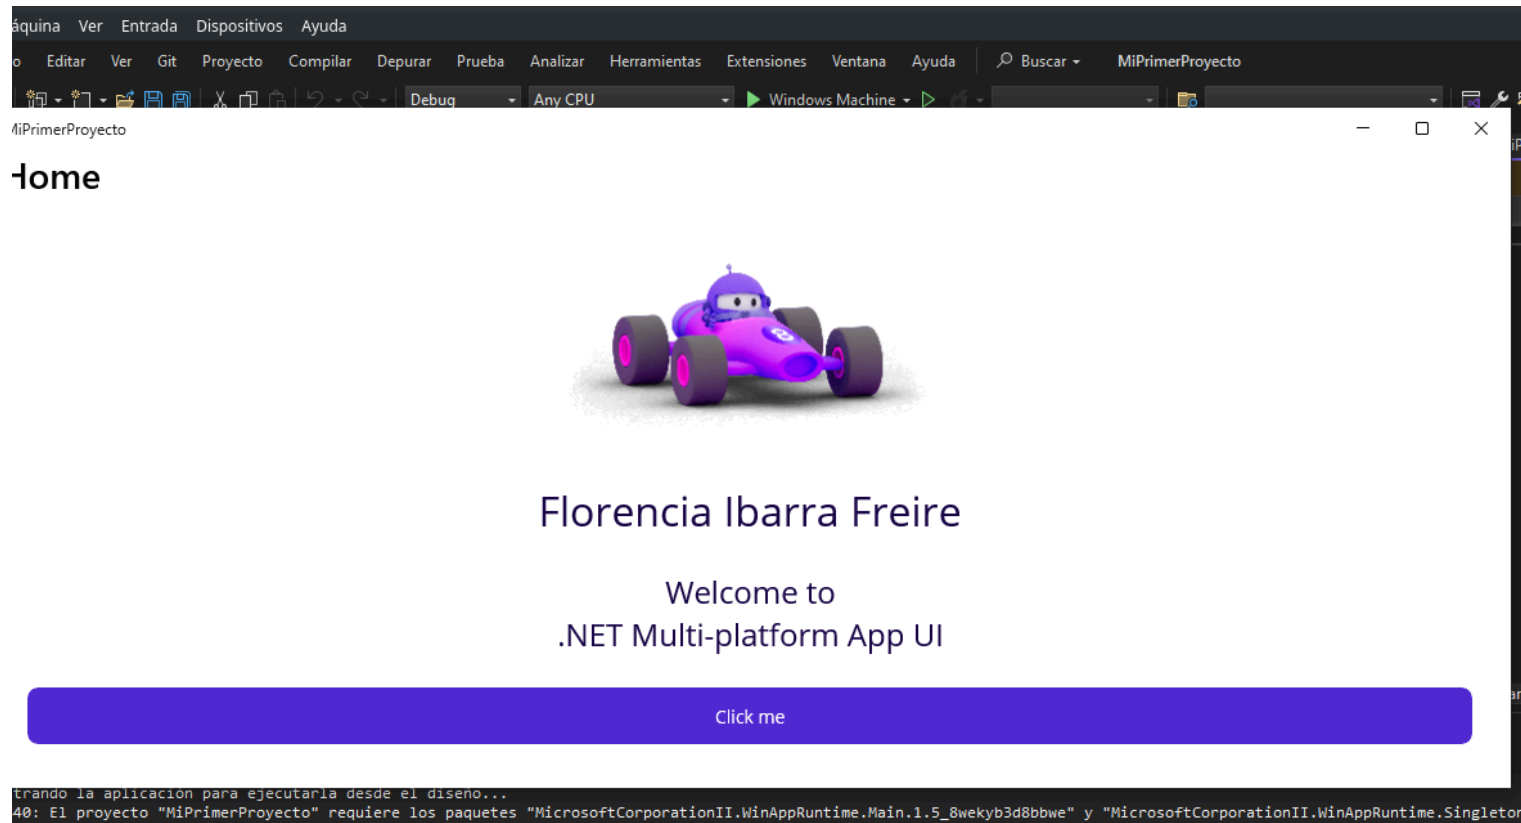 áquina Ver Entrada Dispositivos Ayuda
o Editar Ver Git Proyecto Compilar Depurar Prueba Analizar Herramientas Extensiones Ventana Ayuda Buscar MiPrimerProyecto
Debug Any CPU Windows Machine
MiPrimerProyecto
Home
Florencia Ibarra Freire
Welcome to
.NET Multi-platform App UI
Click me
trando la aplicación para ejecutarla desde el diseño...
40: El proyecto "MiPrimerProyecto" requiere los paquetes "MicrosoftCorporationII.WinAppRuntime.Main.1.5_8wekyb3d8bbwe" y "MicrosoftCorporationII.WinAppRuntime.Singleton